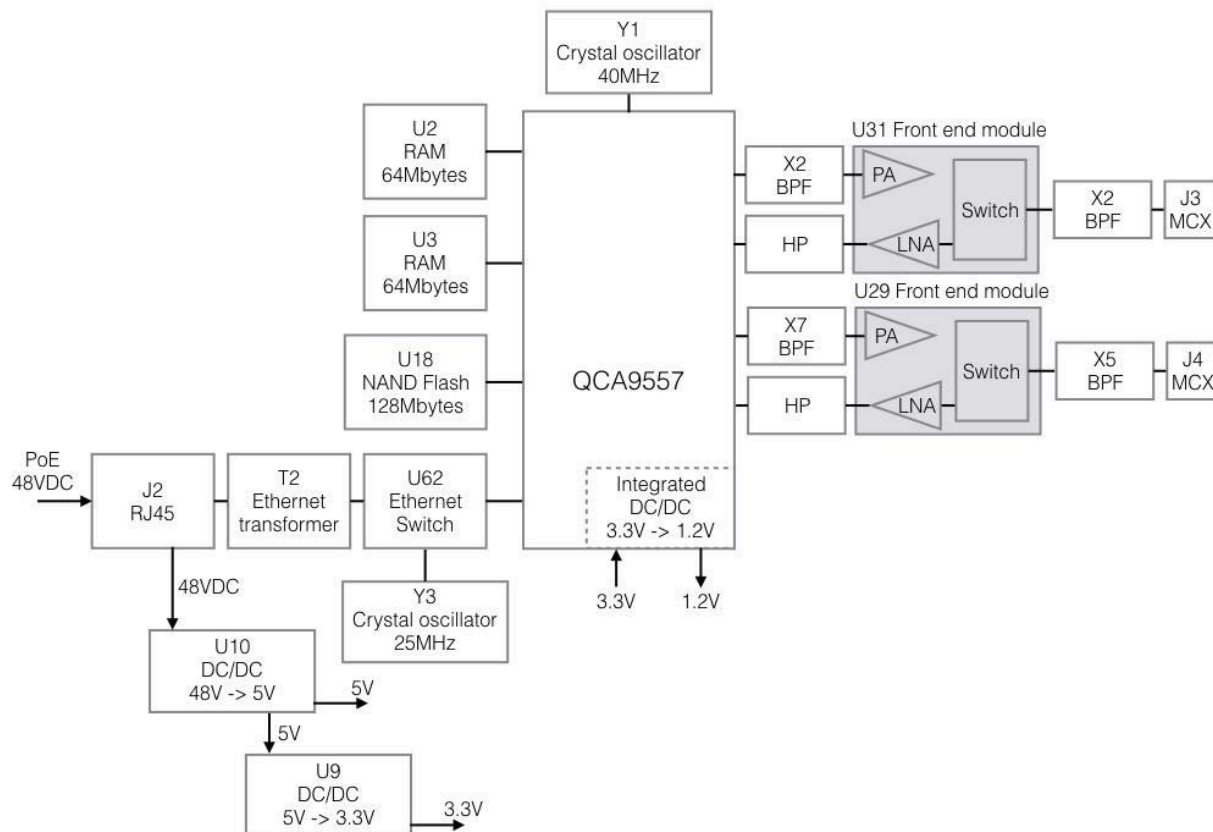 Y1
Crystal oscillator
40MHz
U2
RAM
64Mbytes
U3
RAM
64Mbytes
U18
NAND Flash
128Mbytes
QCA9557
X2
BPF
HP
U31 Front end module
PA
LNA
Switch
X2
BPF
J3
MCX
X7
BPF
HP
U29 Front end module
PA
LNA
Switch
X5
BPF
J4
MCX
PoE
48VDC
J2
RJ45
T2
Ethernet
transformer
U62
Ethernet
Switch
Integrated
DC/DC
3.3V -> 1.2V
3.3V
1.2V
48VDC
Y3
Crystal oscillator
25MHz
U10
DC/DC
48V -> 5V
5V
5V
U9
DC/DC
5V -> 3.3V
3.3V